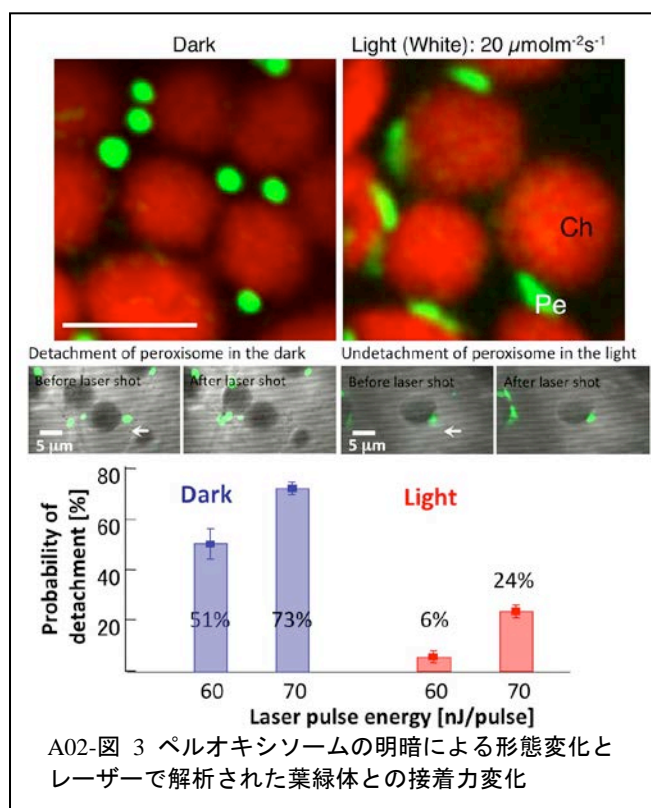 Dark
Light (White): 20 µmolm⁻²s⁻¹
Ch
Pe
Detachment of peroxisome in the dark
Undetachment of peroxisome in the light
Before laser shot
After laser shot
Before laser shot
After laser shot
5 µm
5 µm
Probability of detachment [%]
80
60
40
20
Dark
Light
51%
73%
6%
24%
60
70
60
70
Laser pulse energy [nJ/pulse]
A02-図 3 ペルオキシソームの明暗による形態変化と
レーザーで解析された葉緑体との接着力変化